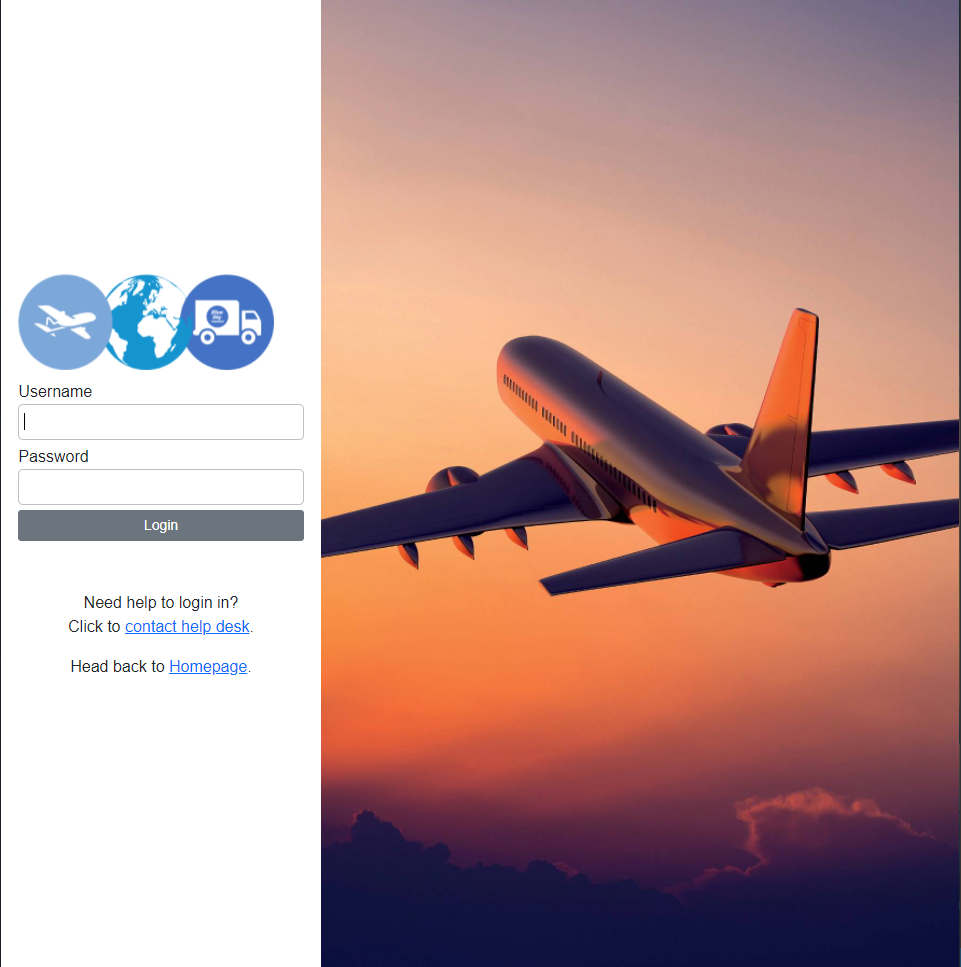 Username
Password
Login
Need help to login in?
Click to contact help desk.
Head back to Homepage.